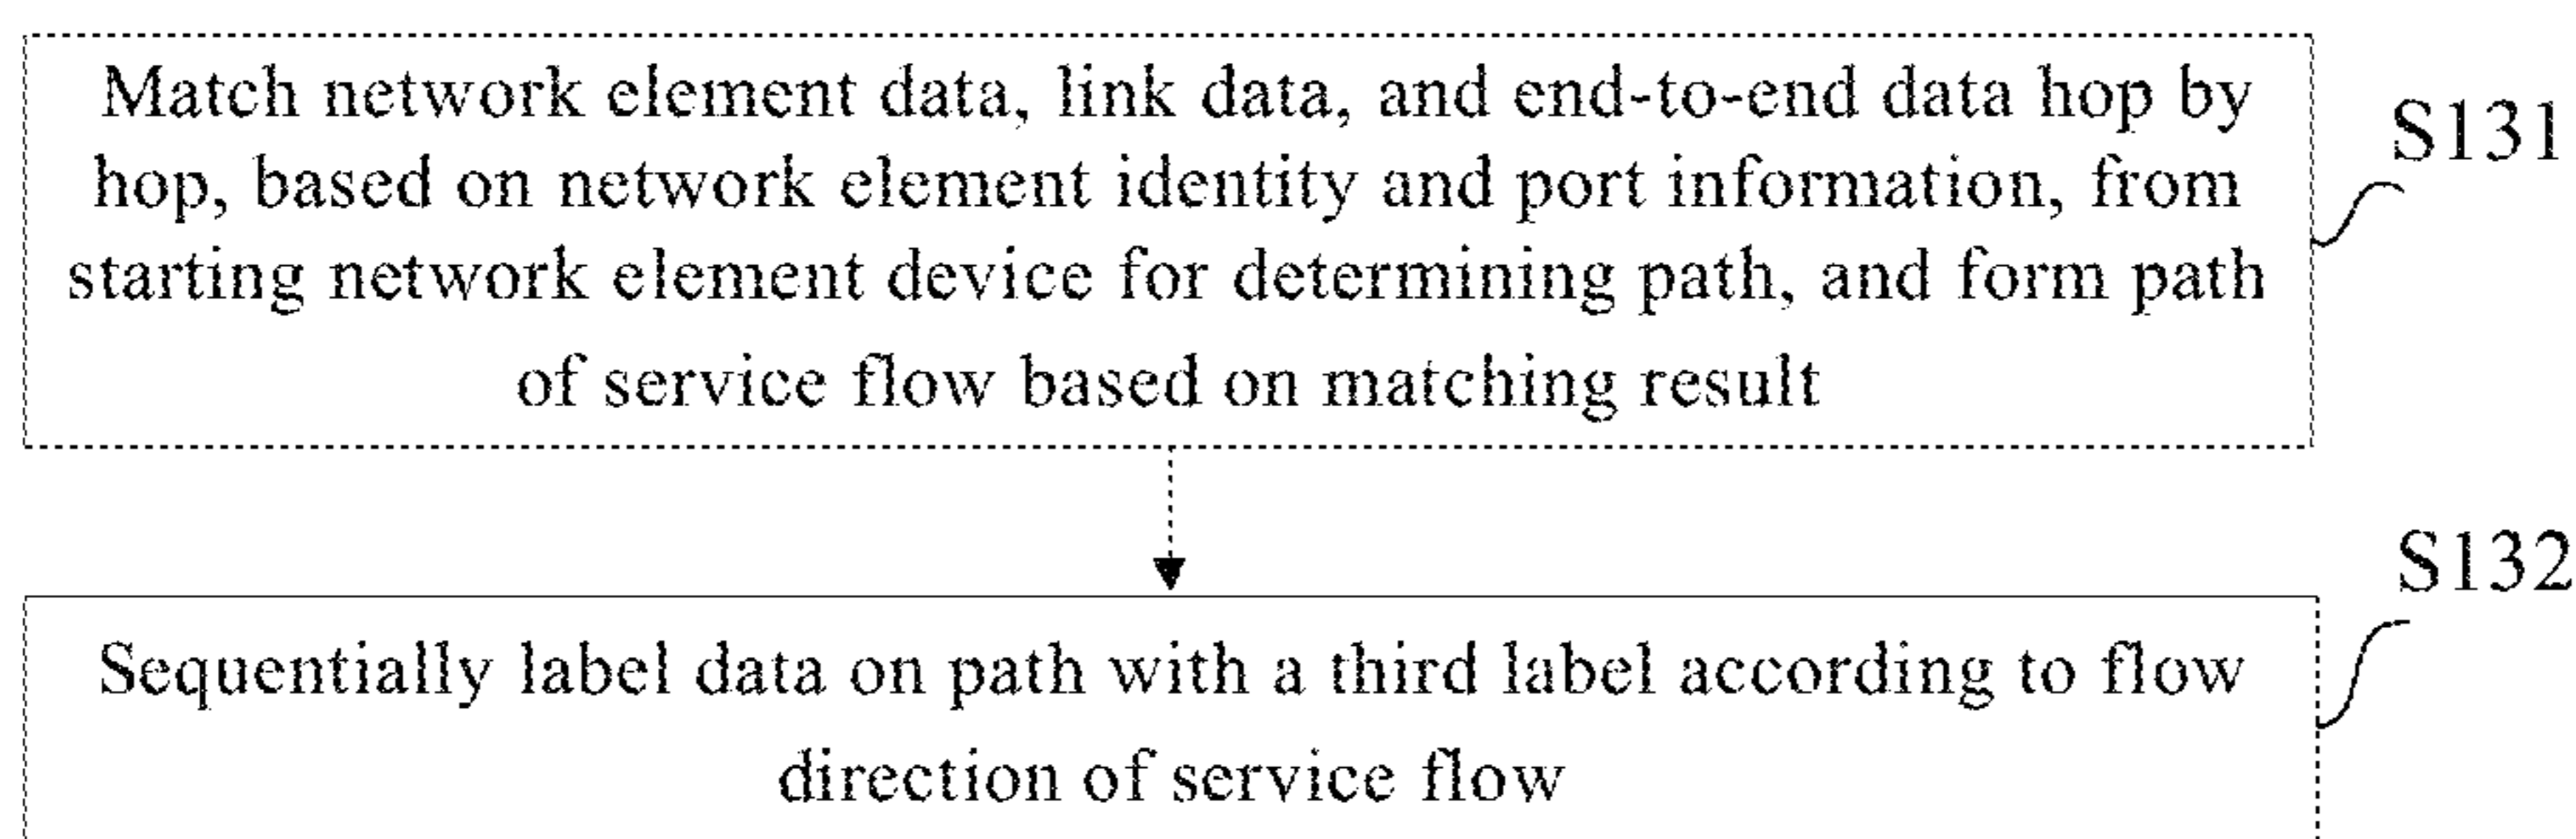 Match network element data, link data, and end-to-end data hop by
hop, based on network element identity and port information, from
starting network element device for determining path, and form path
of service flow based on matching result
S131
S132
Sequentially label data on path with a third label according to flow
direction of service flow